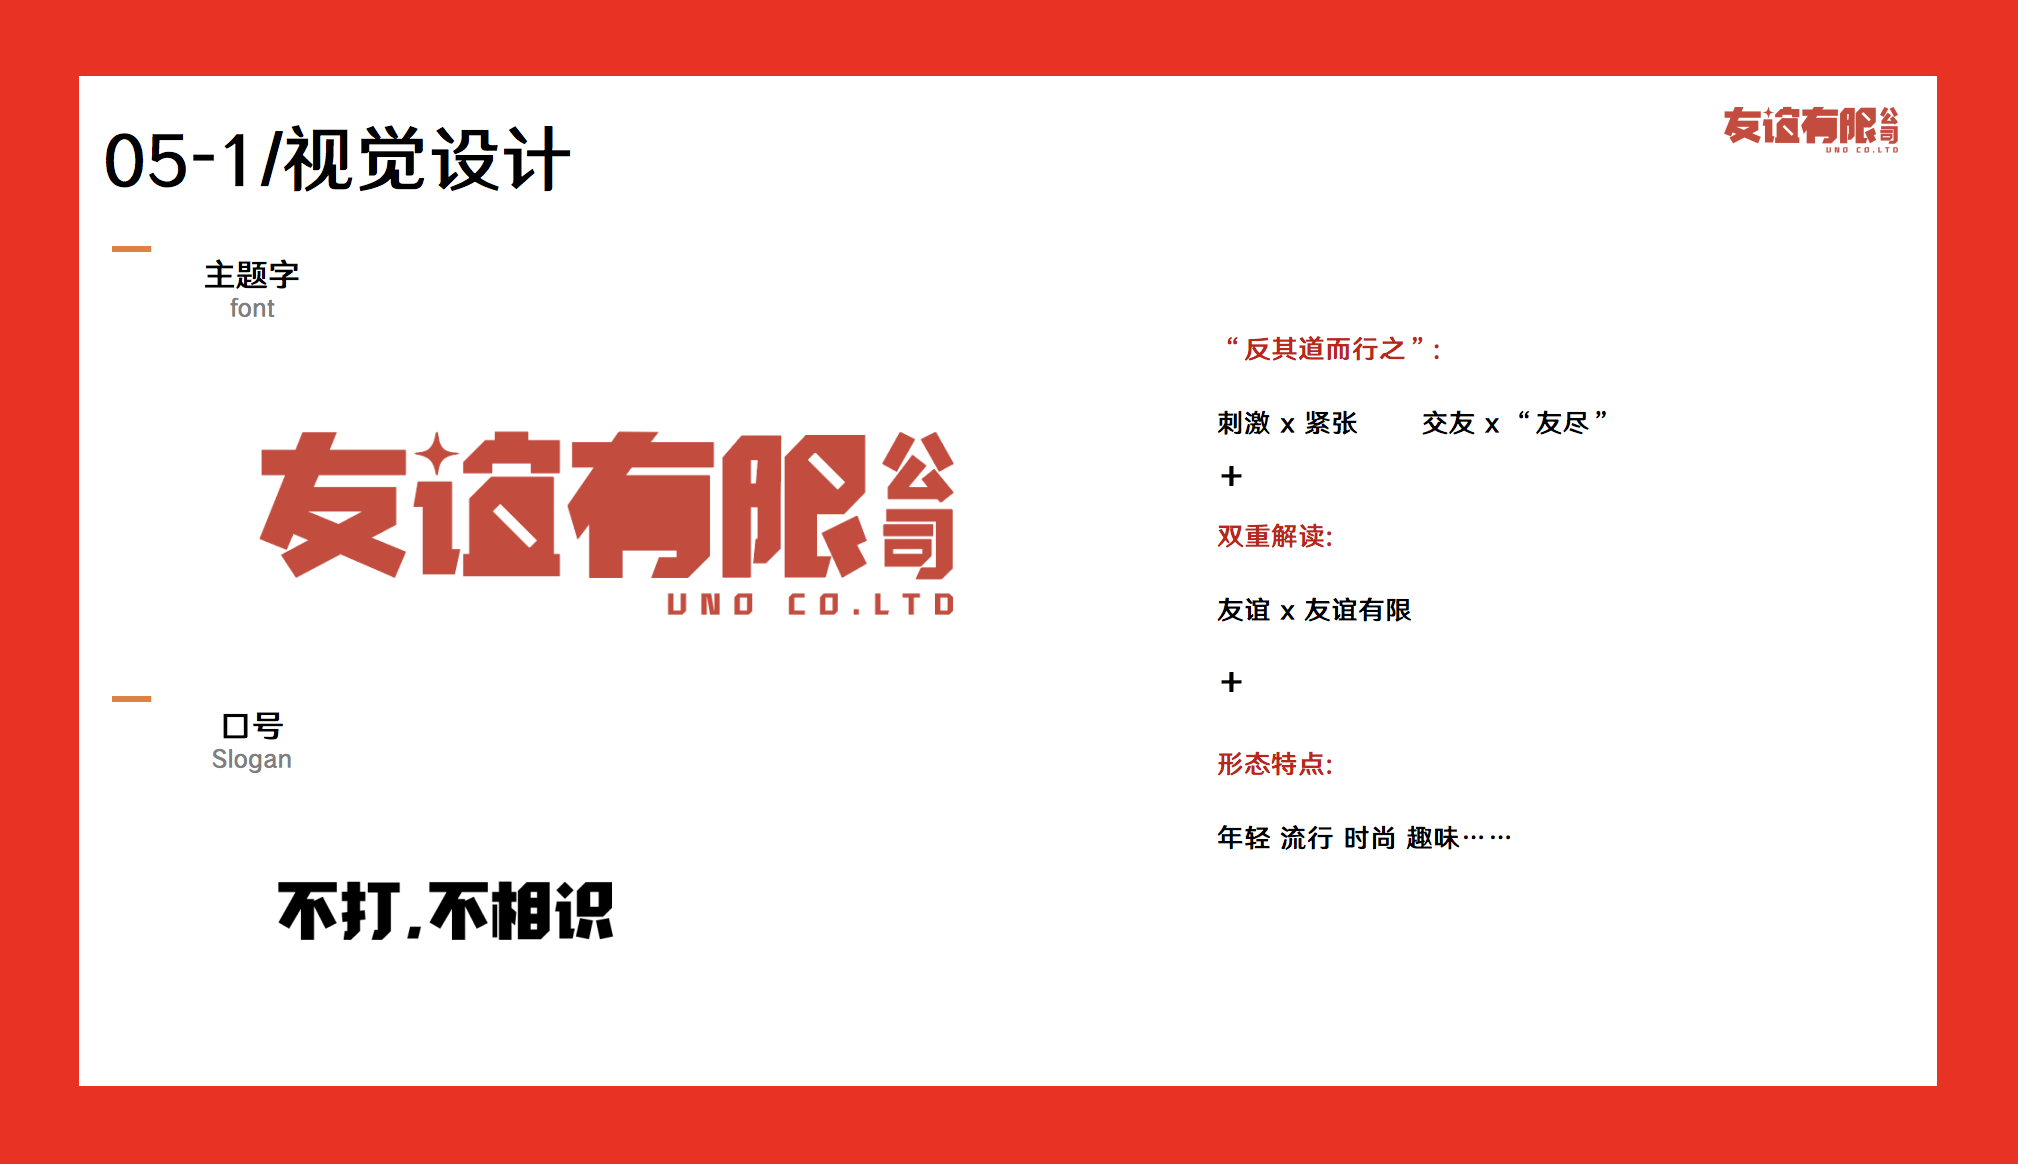 05-1/视觉设计
友谊有限公司
UNO CO.LTD
主题字
font
友谊有限公司
UNO CO.LTD
口号
Slogan
不打,不相识
“反其道而行之”:
刺激 x 紧张 交友 x “友尽”
+
双重解读:
友谊 x 友谊有限
+
形态特点:
年轻 流行 时尚 趣味……